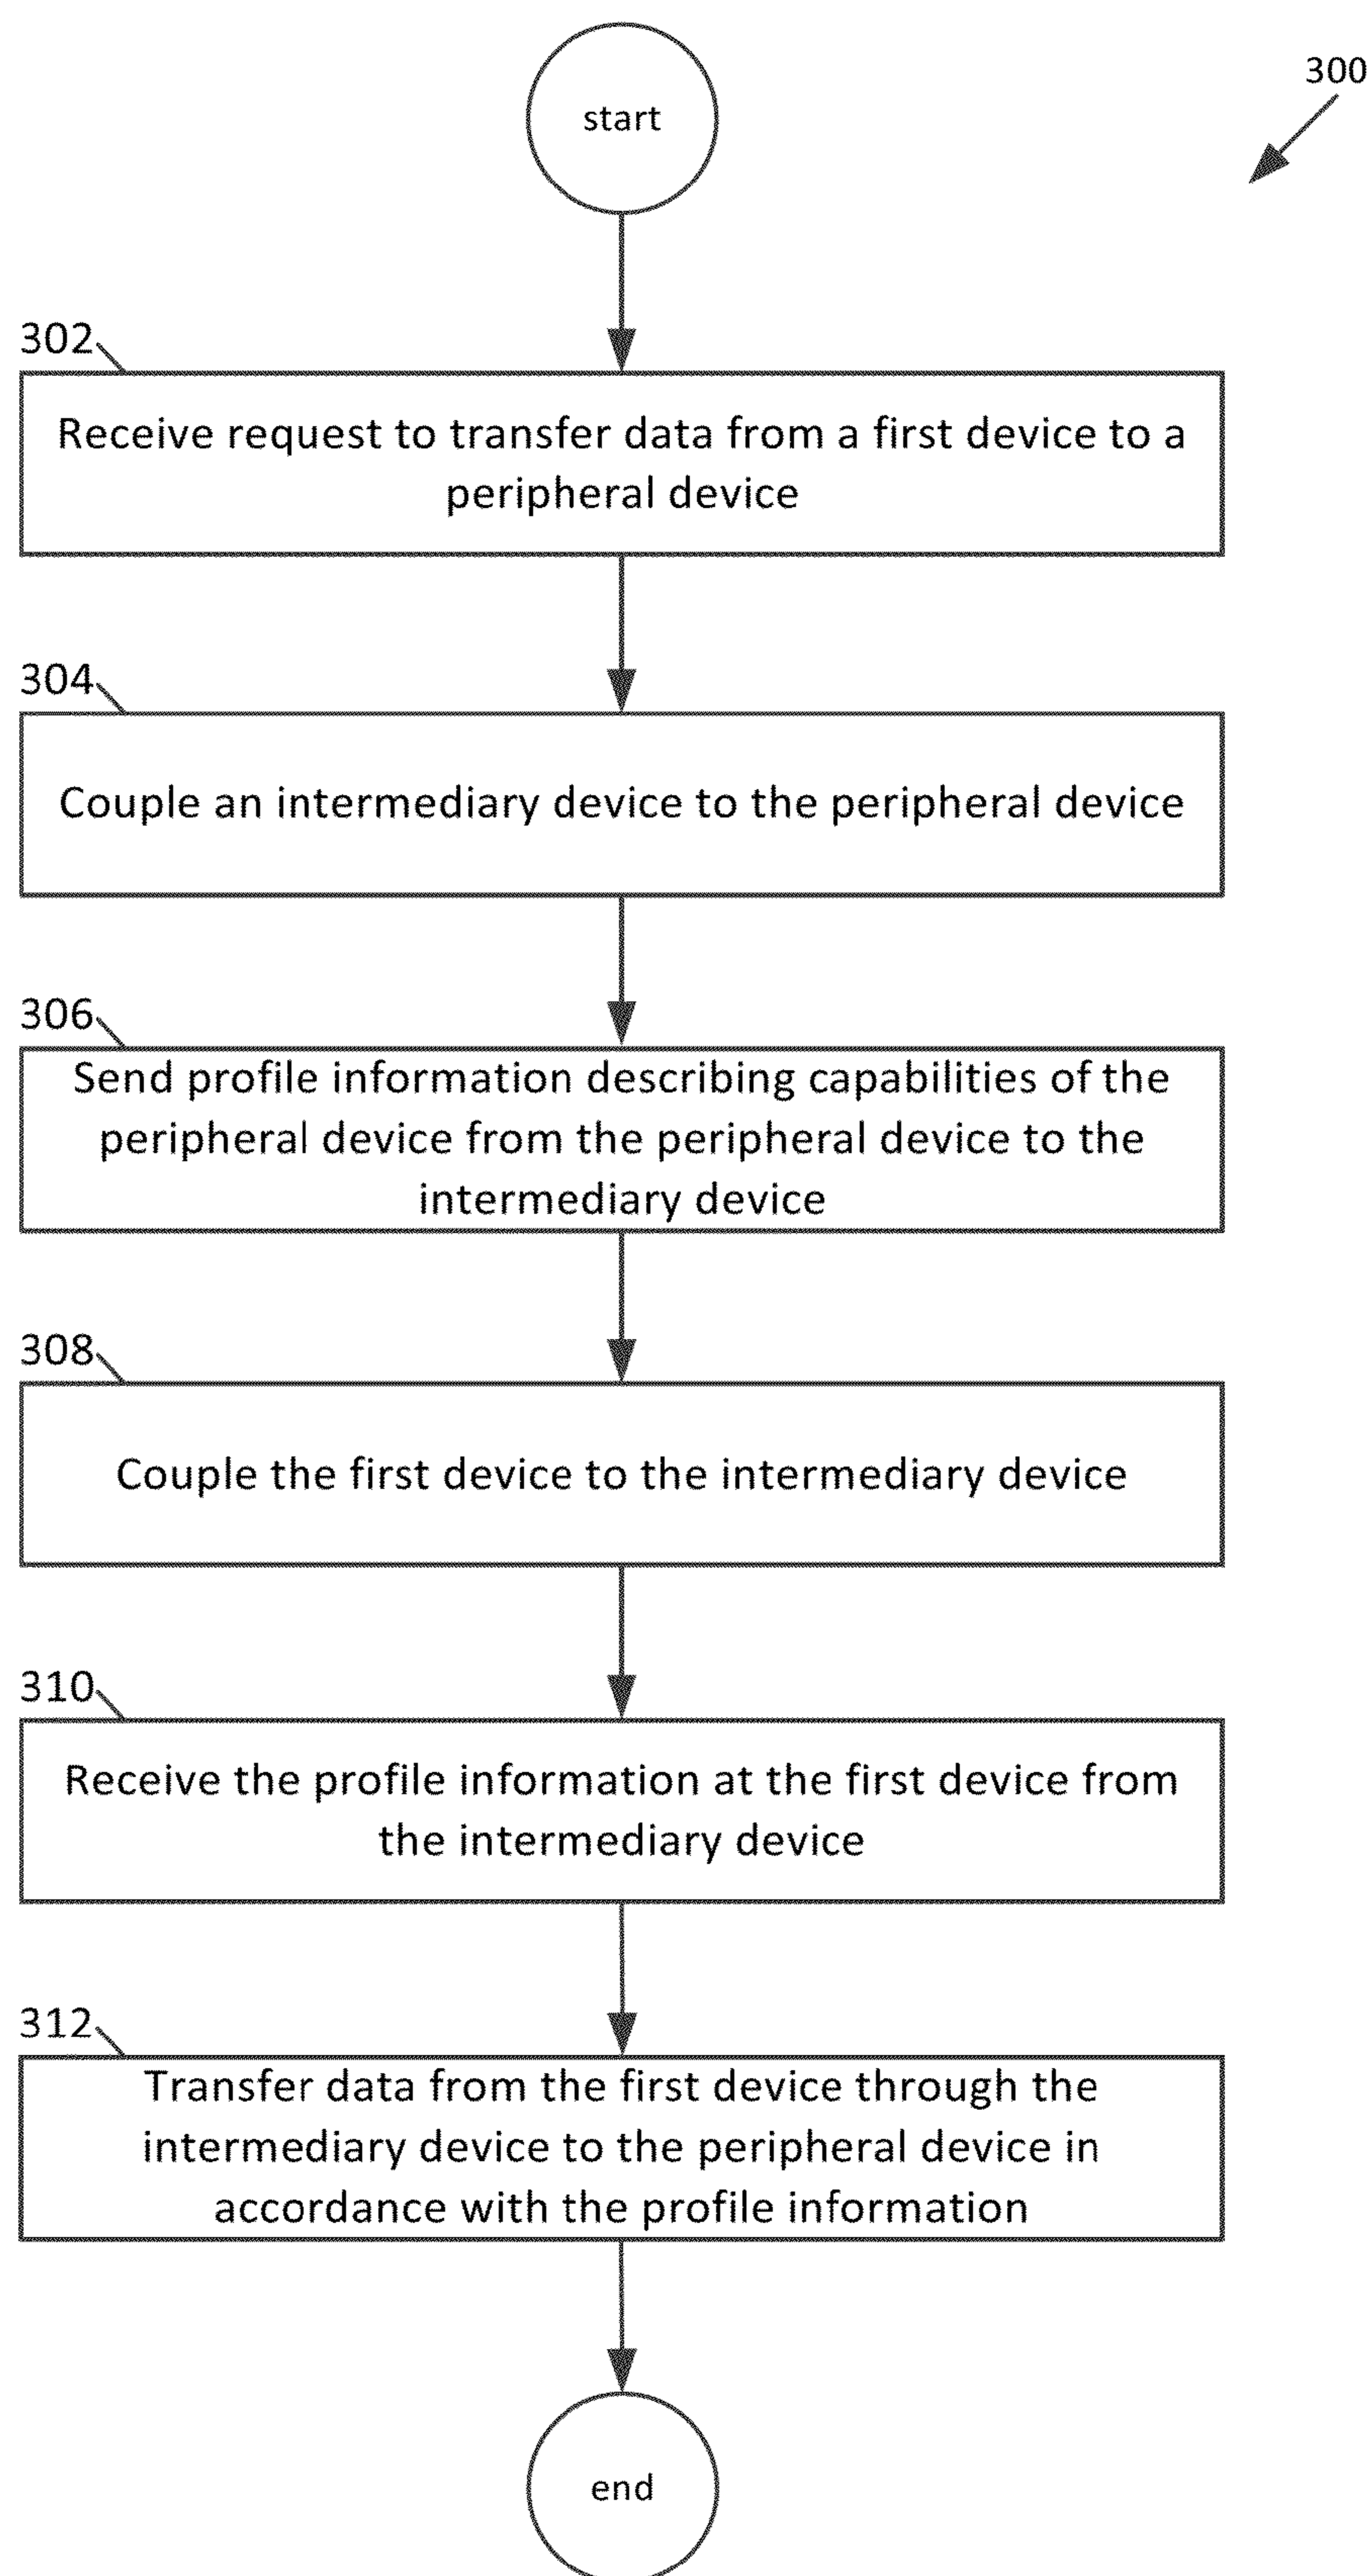 start
300
302
Receive request to transfer data from a first device to a
peripheral device
304
Couple an intermediary device to the peripheral device
306
Send profile information describing capabilities of the
peripheral device from the peripheral device to the
intermediary device
308
Couple the first device to the intermediary device
310
Receive the profile information at the first device from
the intermediary device
312
Transfer data from the first device through the
intermediary device to the peripheral device in
accordance with the profile information
end